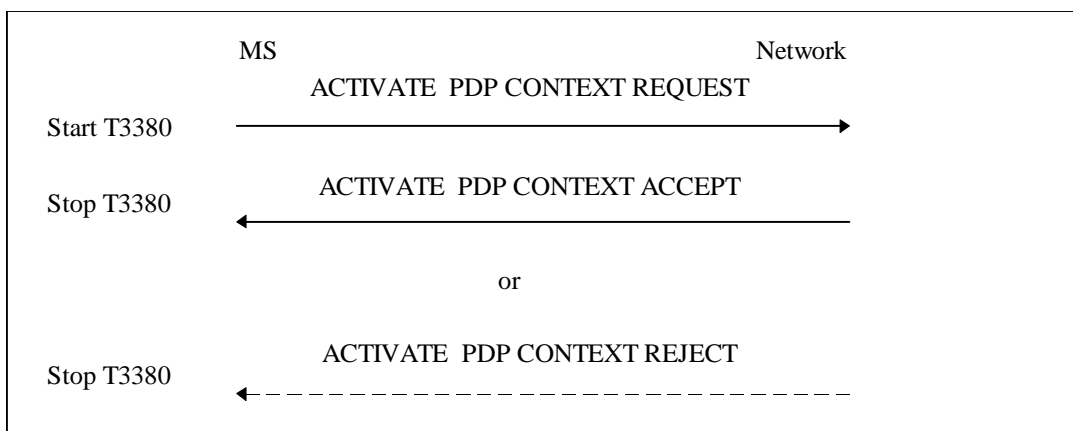 MS Network
ACTIVATE PDP CONTEXT REQUEST
Start T3380
ACTIVATE PDP CONTEXT ACCEPT
Stop T3380
or
ACTIVATE PDP CONTEXT REJECT
Stop T3380